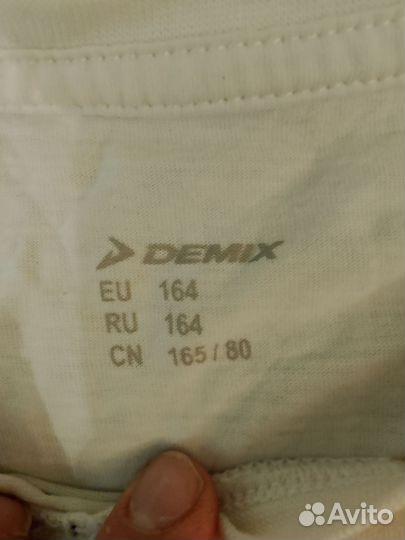 DEMIX
EU 164
RU 164
CN 165/80
Avito